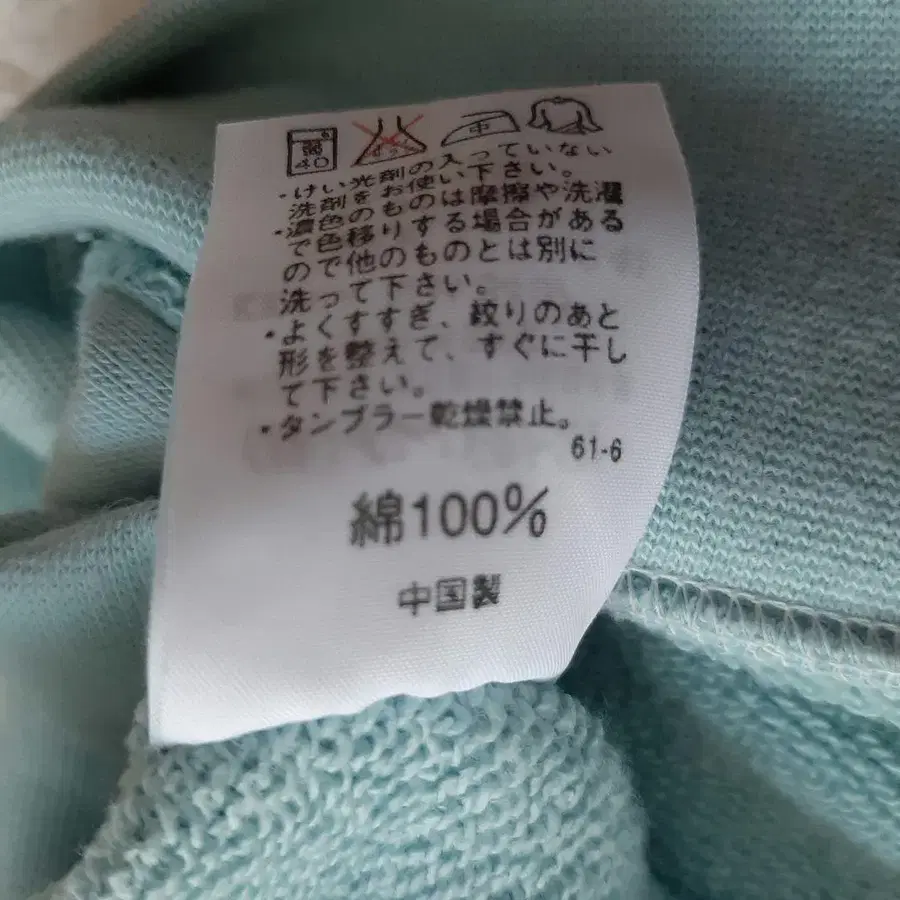 弱
40
中
・けい光剤の入っていない
洗剤をお使い下さい。
・濃色のものは摩擦や洗濯
で色移りする場合がある
ので他のものとは別に
洗って下さい。
・よくすすぎ、絞りのあと
形を整えて、すぐに干し
て下さい。
・タンブラー乾燥禁止。
61-6
綿100%
中国製